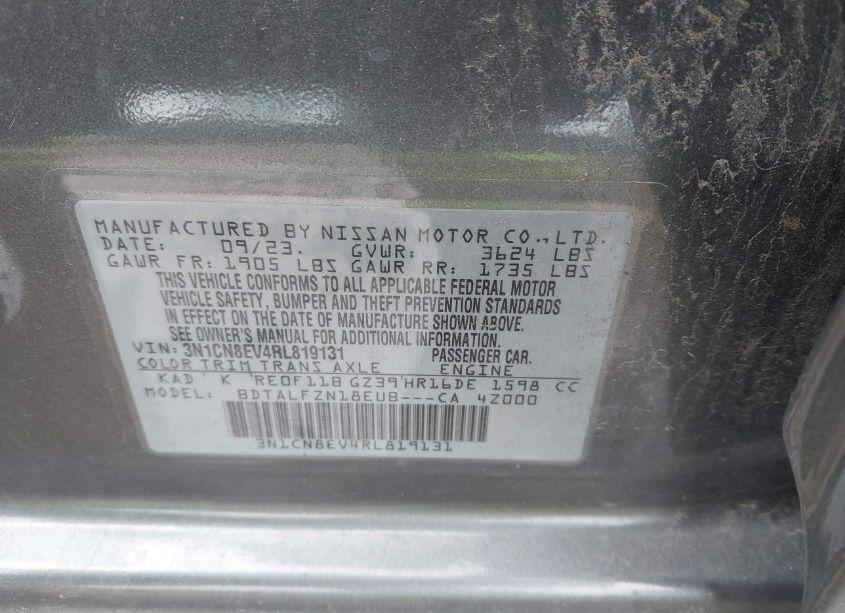 MANUFACTURED BY NISSAN MOTOR CO., LTD.
DATE: 09/23. GVWR: 3624 LBS
GAWR FR: 1905 LBS GAWR RR: 1735 LBS
THIS VEHICLE CONFORMS TO ALL APPLICABLE FEDERAL MOTOR
VEHICLE SAFETY, BUMPER AND THEFT PREVENTION STANDARDS
IN EFFECT ON THE DATE OF MANUFACTURE SHOWN ABOVE.
SEE OWNER'S MANUAL FOR ADDITIONAL INFORMATION.
VIN: 3N1CN8EV4RL819131 PASSENGER CAR.
COLOR TRIM TRANS AXLE ENGINE
KAD K RE0F11B GZ39 HR16DE 1598 CC
MODEL: BDTALFZN18EUB---CA 4Z000
3N1CN8EV4RL819131